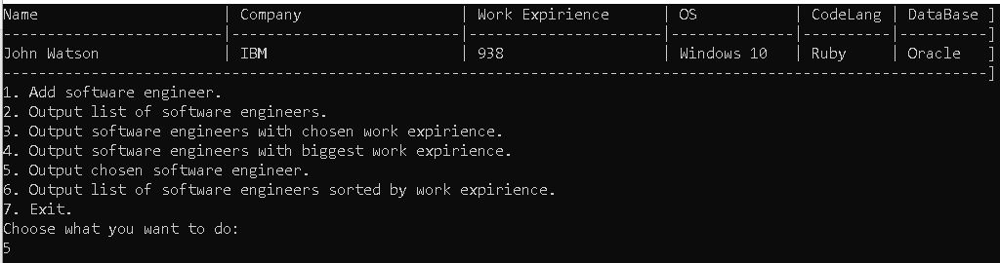 Name                      | Company                   | Work Expirience       | OS            | CodeLang | DataBase ]
--------------------------|---------------------------|-----------------------|---------------|----------|----------]
John Watson               | IBM                       | 938                   | Windows 10    | Ruby     | Oracle   ]
-------------------------------------------------------------------------------------------------------------------]
1. Add software engineer.
2. Output list of software engineers.
3. Output software engineers with chosen work expirience.
4. Output software engineers with biggest work expirience.
5. Output chosen software engineer.
6. Output list of software engineers sorted by work expirience.
7. Exit.
Choose what you want to do:
5